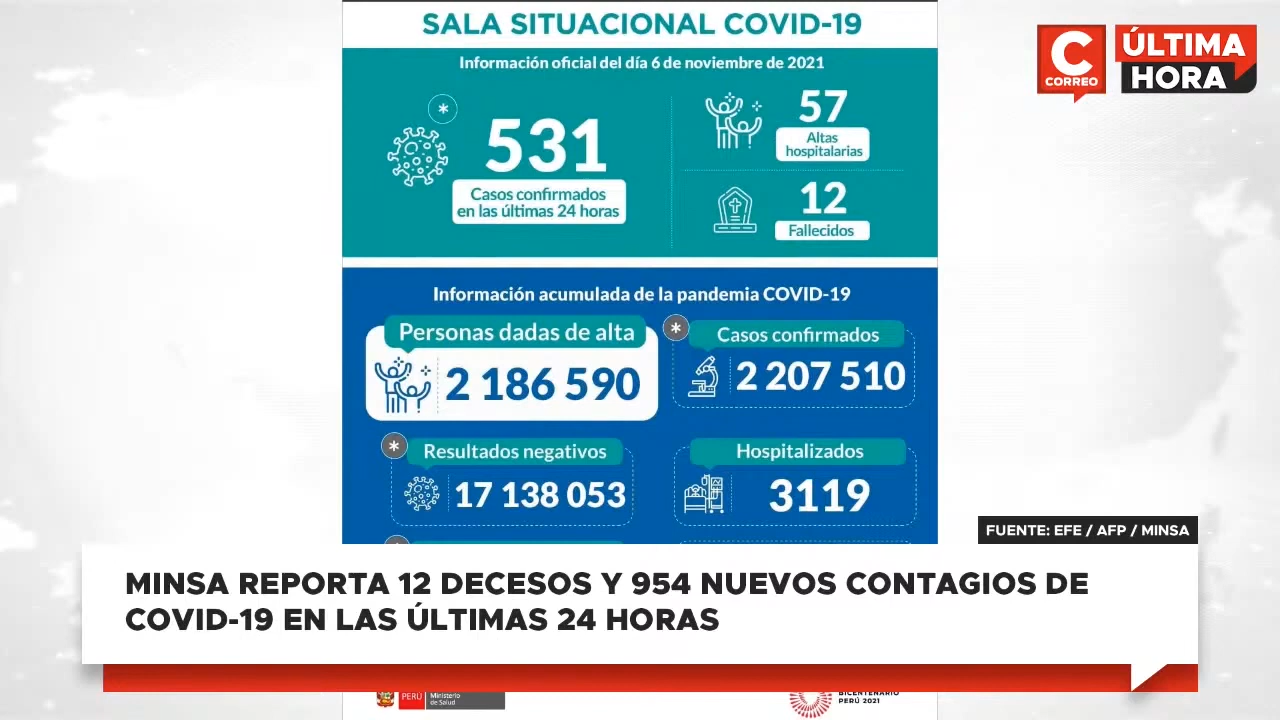 SALA SITUACIONAL COVID-19
Información oficial del día 6 de noviembre de 2021
C
CORREO
ÚLTIMA
HORA
*
531
Casos confirmados
en las últimas 24 horas
57
Altas
hospitalarias
12
Fallecidos
Información acumulada de la pandemia COVID-19
Personas dadas de alta
2 186 590
*
Casos confirmados
2 207 510
*
Resultados negativos
17 138 053
Hospitalizados
3119
FUENTE: EFE / AFP / MINSA
MINSA REPORTA 12 DECESOS Y 954 NUEVOS CONTAGIOS DE
COVID-19 EN LAS ÚLTIMAS 24 HORAS
PERÚ
Ministerio
de Salud
BICENTENARIO
PERÚ 2021